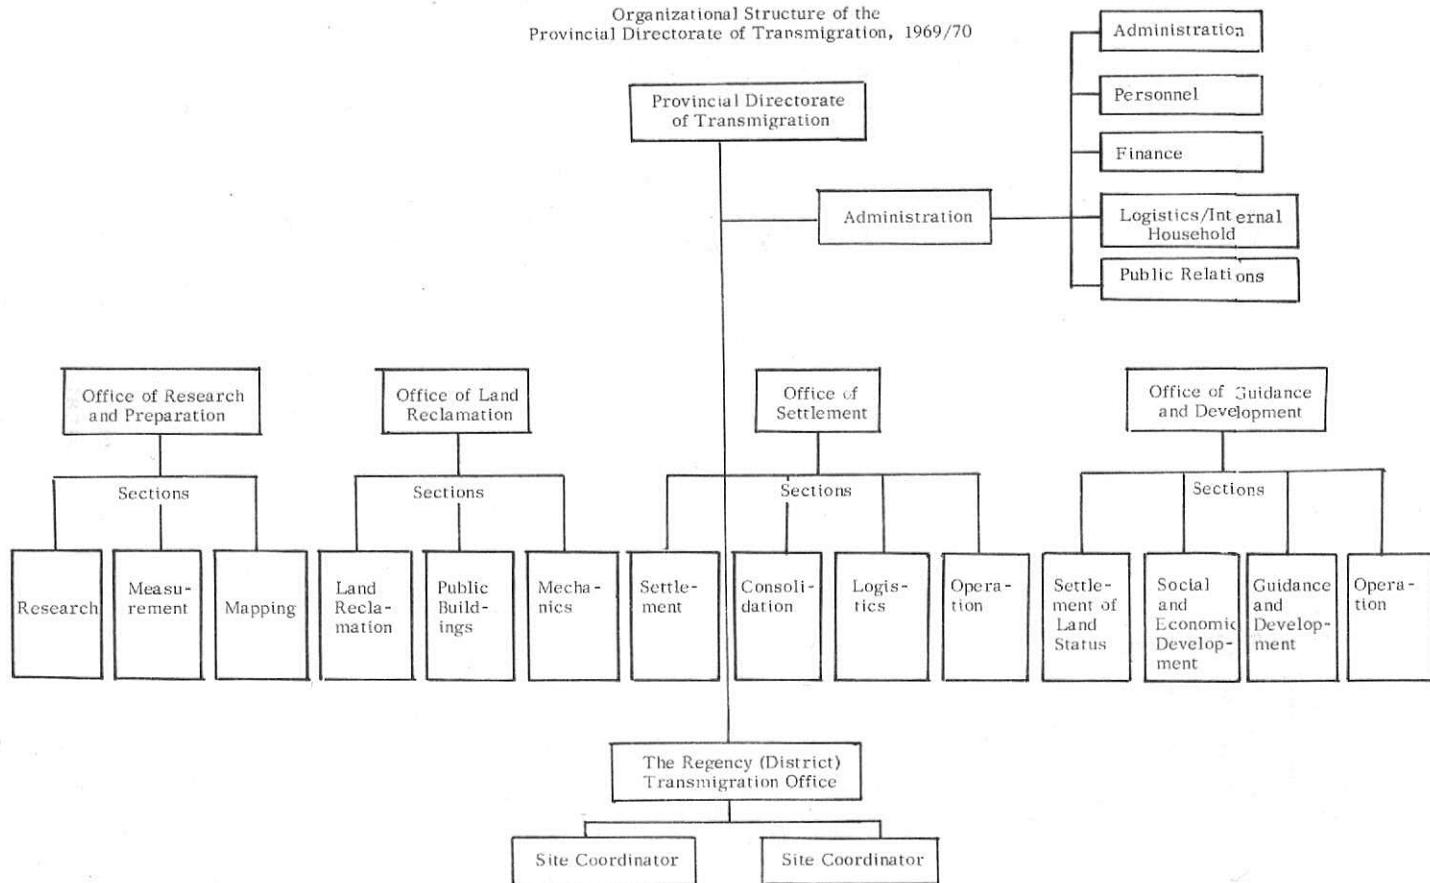 Organizational Structure of the
Provincial Directorate of Transmigration, 1969/70
Provincial Directorate
of Transmigration
Administration
Administration
Personnel
Finance
Logistics/Internal
Household
Public Relations
Office of Research
and Preparation
Sections
Research
Measu-
rement
Mapping
Office of Land
Reclamation
Sections
Land
Recla-
mation
Public
Build-
ings
Mecha-
nics
Office of
Settlement
Sections
Settle-
ment
Consoli-
dation
Logis-
tics
Opera-
tion
Office of Guidance
and Development
Sections
Settle-
ment of
Land
Status
Social
and
Economic
Develop-
ment
Guidance
and
Develop-
ment
Opera-
tion
The Regency (District)
Transmigration Office
Site Coordinator
Site Coordinator